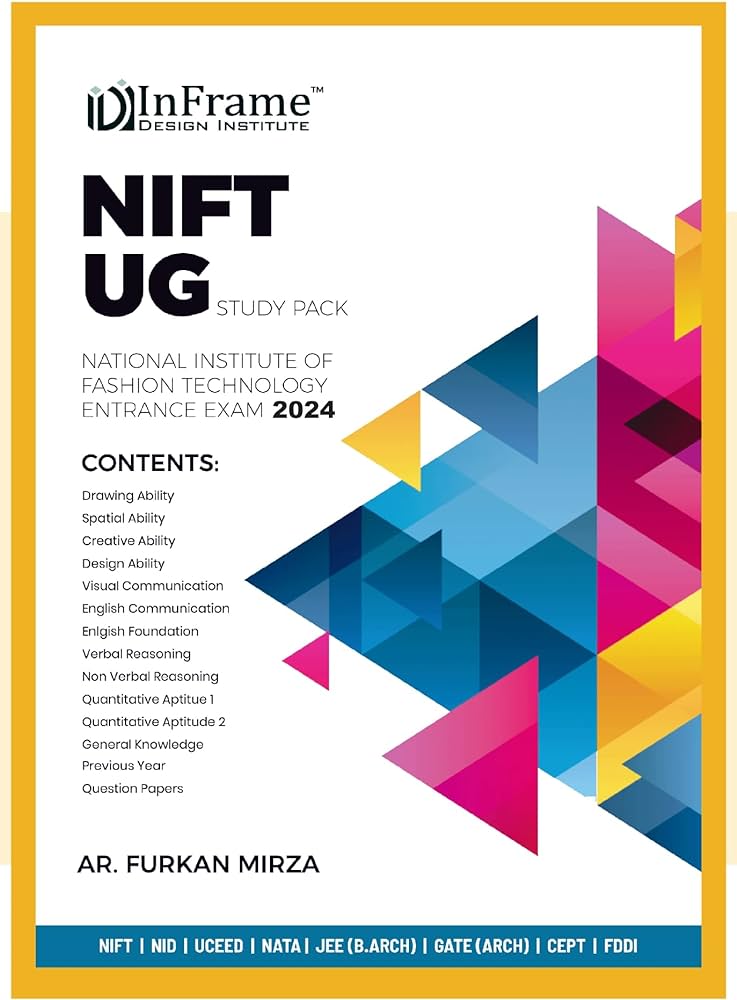 InFrame™
DESIGN INSTITUTE
NIFT
UG STUDY PACK
NATIONAL INSTITUTE OF
FASHION TECHNOLOGY
ENTRANCE EXAM 2024
CONTENTS:
Drawing Ability
Spatial Ability
Creative Ability
Design Ability
Visual Communication
English Communication
Enlgish Foundation
Verbal Reasoning
Non Verbal Reasoning
Quantitative Aptitue 1
Quantitative Aptitude 2
General Knowledge
Previous Year
Question Papers
AR. FURKAN MIRZA
NIFT | NID | UCEED | NATA | JEE (B.ARCH) | GATE (ARCH) | CEPT | FDDI